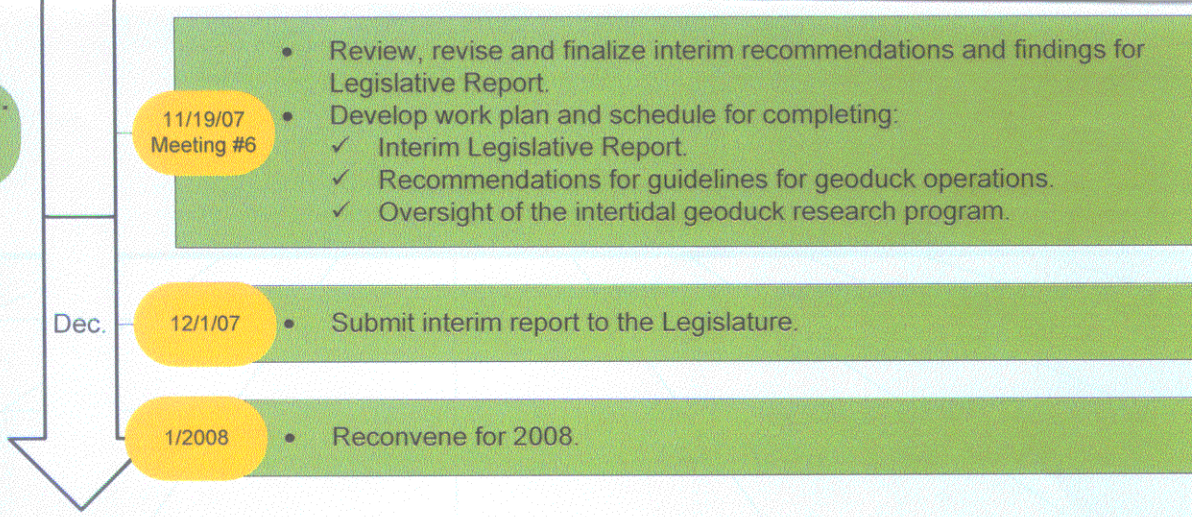 • Review, revise and finalize interim recommendations and findings for
Legislative Report.
11/19/07
Meeting #6
• Develop work plan and schedule for completing:
✓ Interim Legislative Report.
✓ Recommendations for guidelines for geoduck operations.
✓ Oversight of the intertidal geoduck research program.
Dec.
12/1/07
• Submit interim report to the Legislature.
1/2008
• Reconvene for 2008.